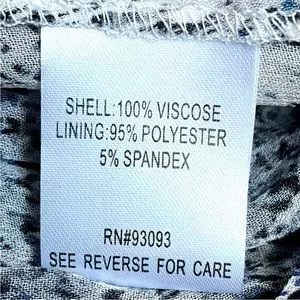 SHELL:100% VISCOSE
LINING:95% POLYESTER
5% SPANDEX
RN#93093
SEE REVERSE FOR CARE